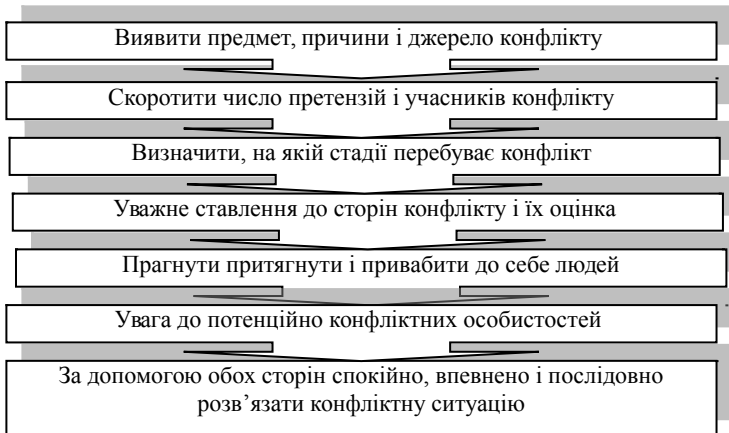 Виявити предмет, причини і джерело конфлікту
Скоротити число претензій і учасників конфлікту
Визначити, на якій стадії перебуває конфлікт
Уважне ставлення до сторін конфлікту і їх оцінка
Прагнути притягнути і привабити до себе людей
Увага до потенційно конфліктних особистостей
За допомогою обох сторін спокійно, впевнено і послідовно
розв’язати конфліктну ситуацію